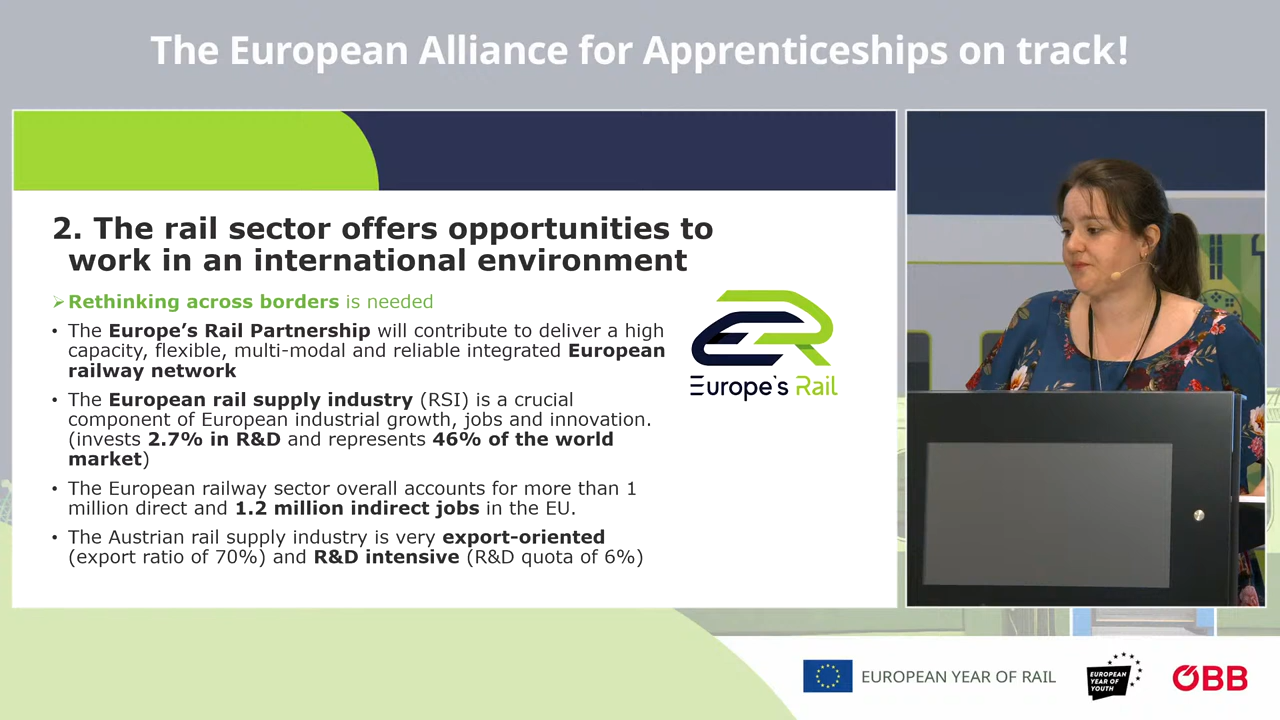 The European Alliance for Apprenticeships on track!
2. The rail sector offers opportunities to
work in an international environment
➢Rethinking across borders is needed
• The Europe’s Rail Partnership will contribute to deliver a high
capacity, flexible, multi-modal and reliable integrated European
railway network
• The European rail supply industry (RSI) is a crucial
component of European industrial growth, jobs and innovation.
(invests 2.7% in R&D and represents 46% of the world
market)
• The European railway sector overall accounts for more than 1
million direct and 1.2 million indirect jobs in the EU.
• The Austrian rail supply industry is very export-oriented
(export ratio of 70%) and R&D intensive (R&D quota of 6%)
ER
Europe's Rail
EUROPEAN YEAR OF RAIL
EUROPEAN
YEAR OF
YOUTH
ÖBB